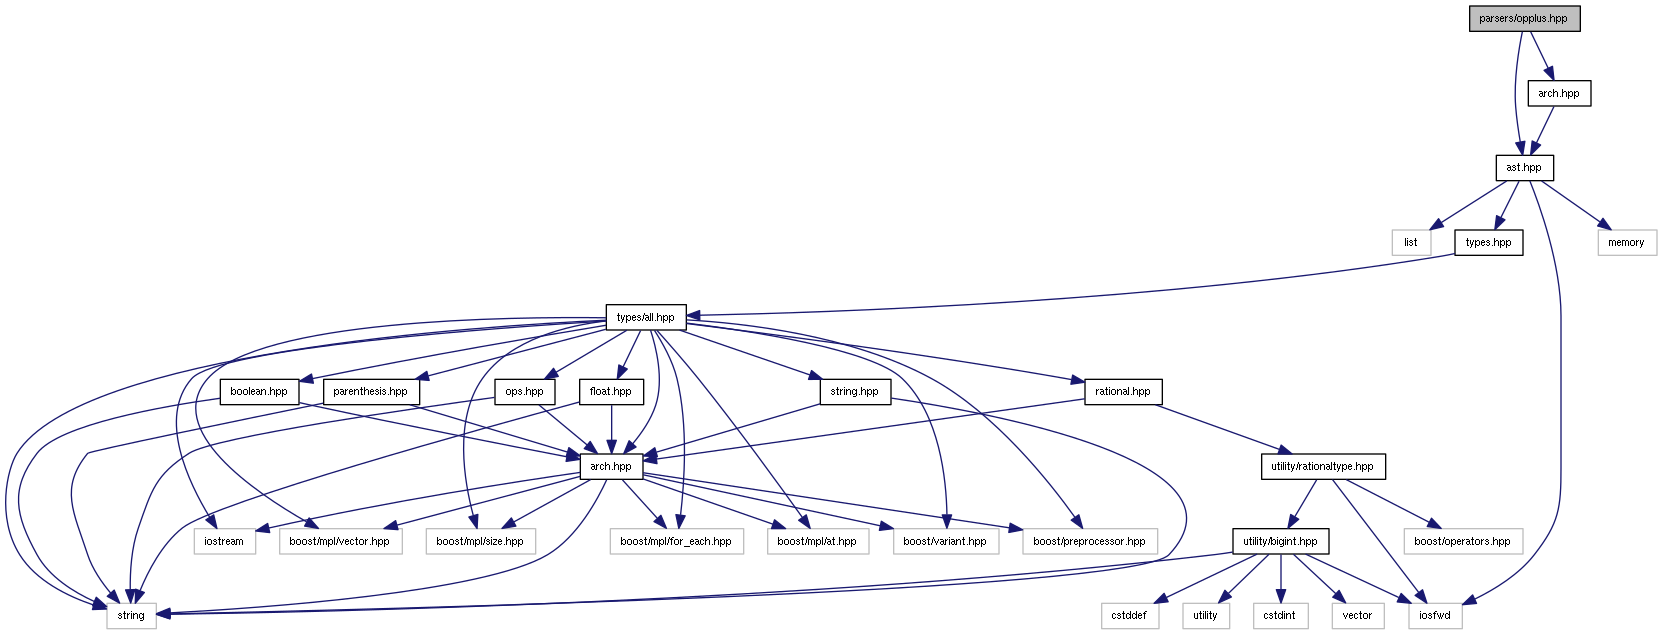 parsers/opplus.hpp
arch.hpp
ast.hpp
list
types.hpp
memory
types/all.hpp
boolean.hpp
parenthesis.hpp
ops.hpp
float.hpp
string.hpp
rational.hpp
arch.hpp
utility/rationaltype.hpp
iostream
boost/mpl/vector.hpp
boost/mpl/size.hpp
boost/mpl/for_each.hpp
boost/mpl/at.hpp
boost/variant.hpp
boost/preprocessor.hpp
utility/bigint.hpp
boost/operators.hpp
string
cstddef
utility
cstdint
vector
iosfwd